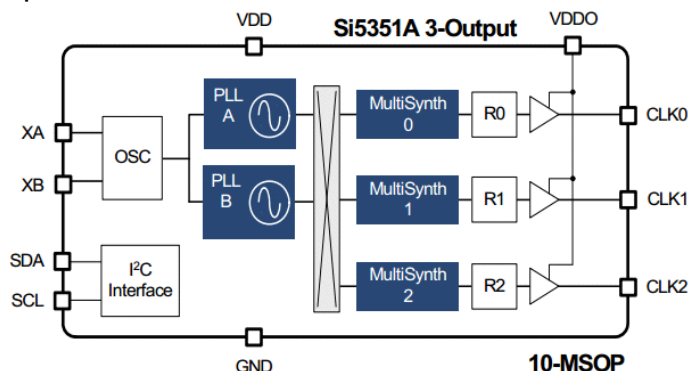 VDD
Si5351A 3-Output
VDDO
XA
XB
OSC
PLL
A
PLL
B
MultiSynth
0
R0
CLK0
MultiSynth
1
R1
CLK1
SDA
SCL
I²C
Interface
MultiSynth
2
R2
CLK2
GND
10-MSOP